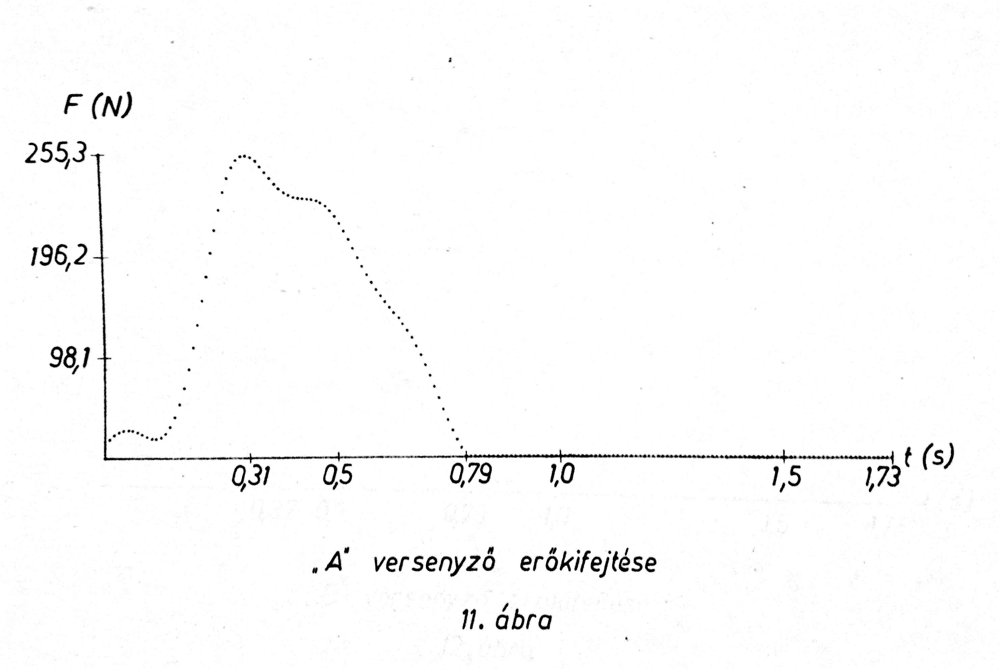 F (N)
255,3
196,2
98,1
0,31 0,5 0,79 1,0 1,5 1,73 t (s)
„A" versenyző erőkifejtése
11. ábra